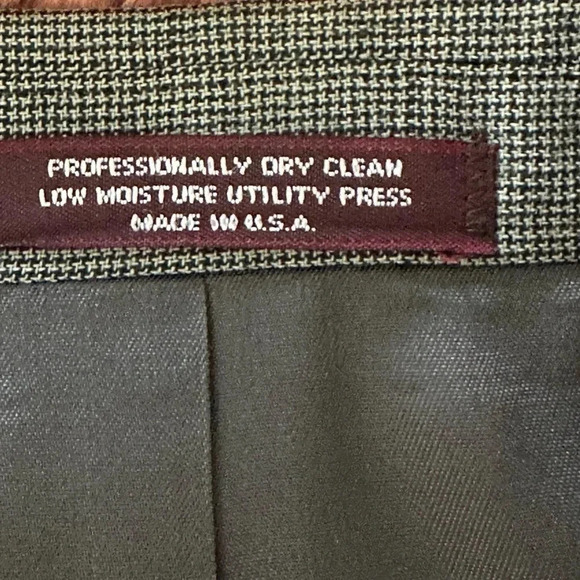 PROFESSIONALLY DRY CLEAN
LOW MOISTURE UTILITY PRESS
MADE IN U.S.A.